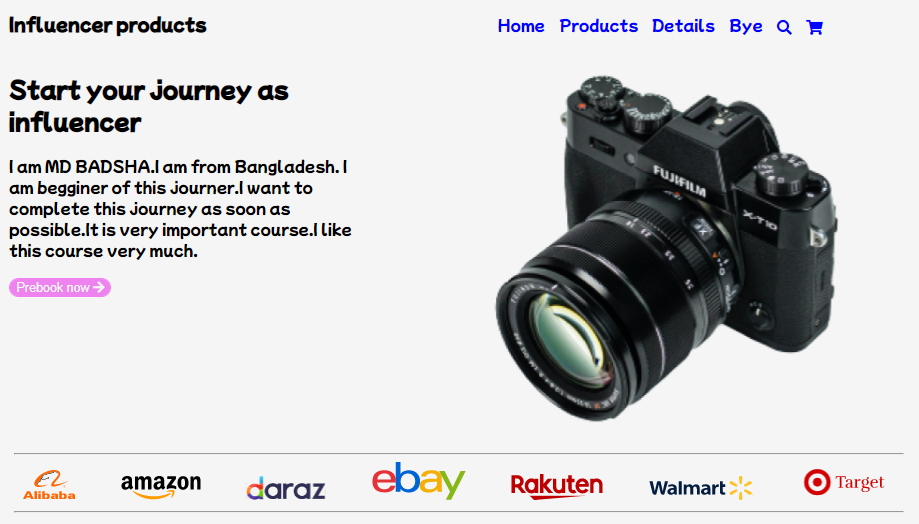 Influencer products
Home Products Details Bye
Start your Journey as
influencer
I am MD BADSHA.I am from Bangladesh. I
am begginer of this Journer.I want to
complete this Journey as soon as
possible.It is very important course.I like
this course very much.
Prebook now
FUJIFILM
X-T10
Alibaba
amazon
daraz
ebay
Rakuten
Walmart
Target